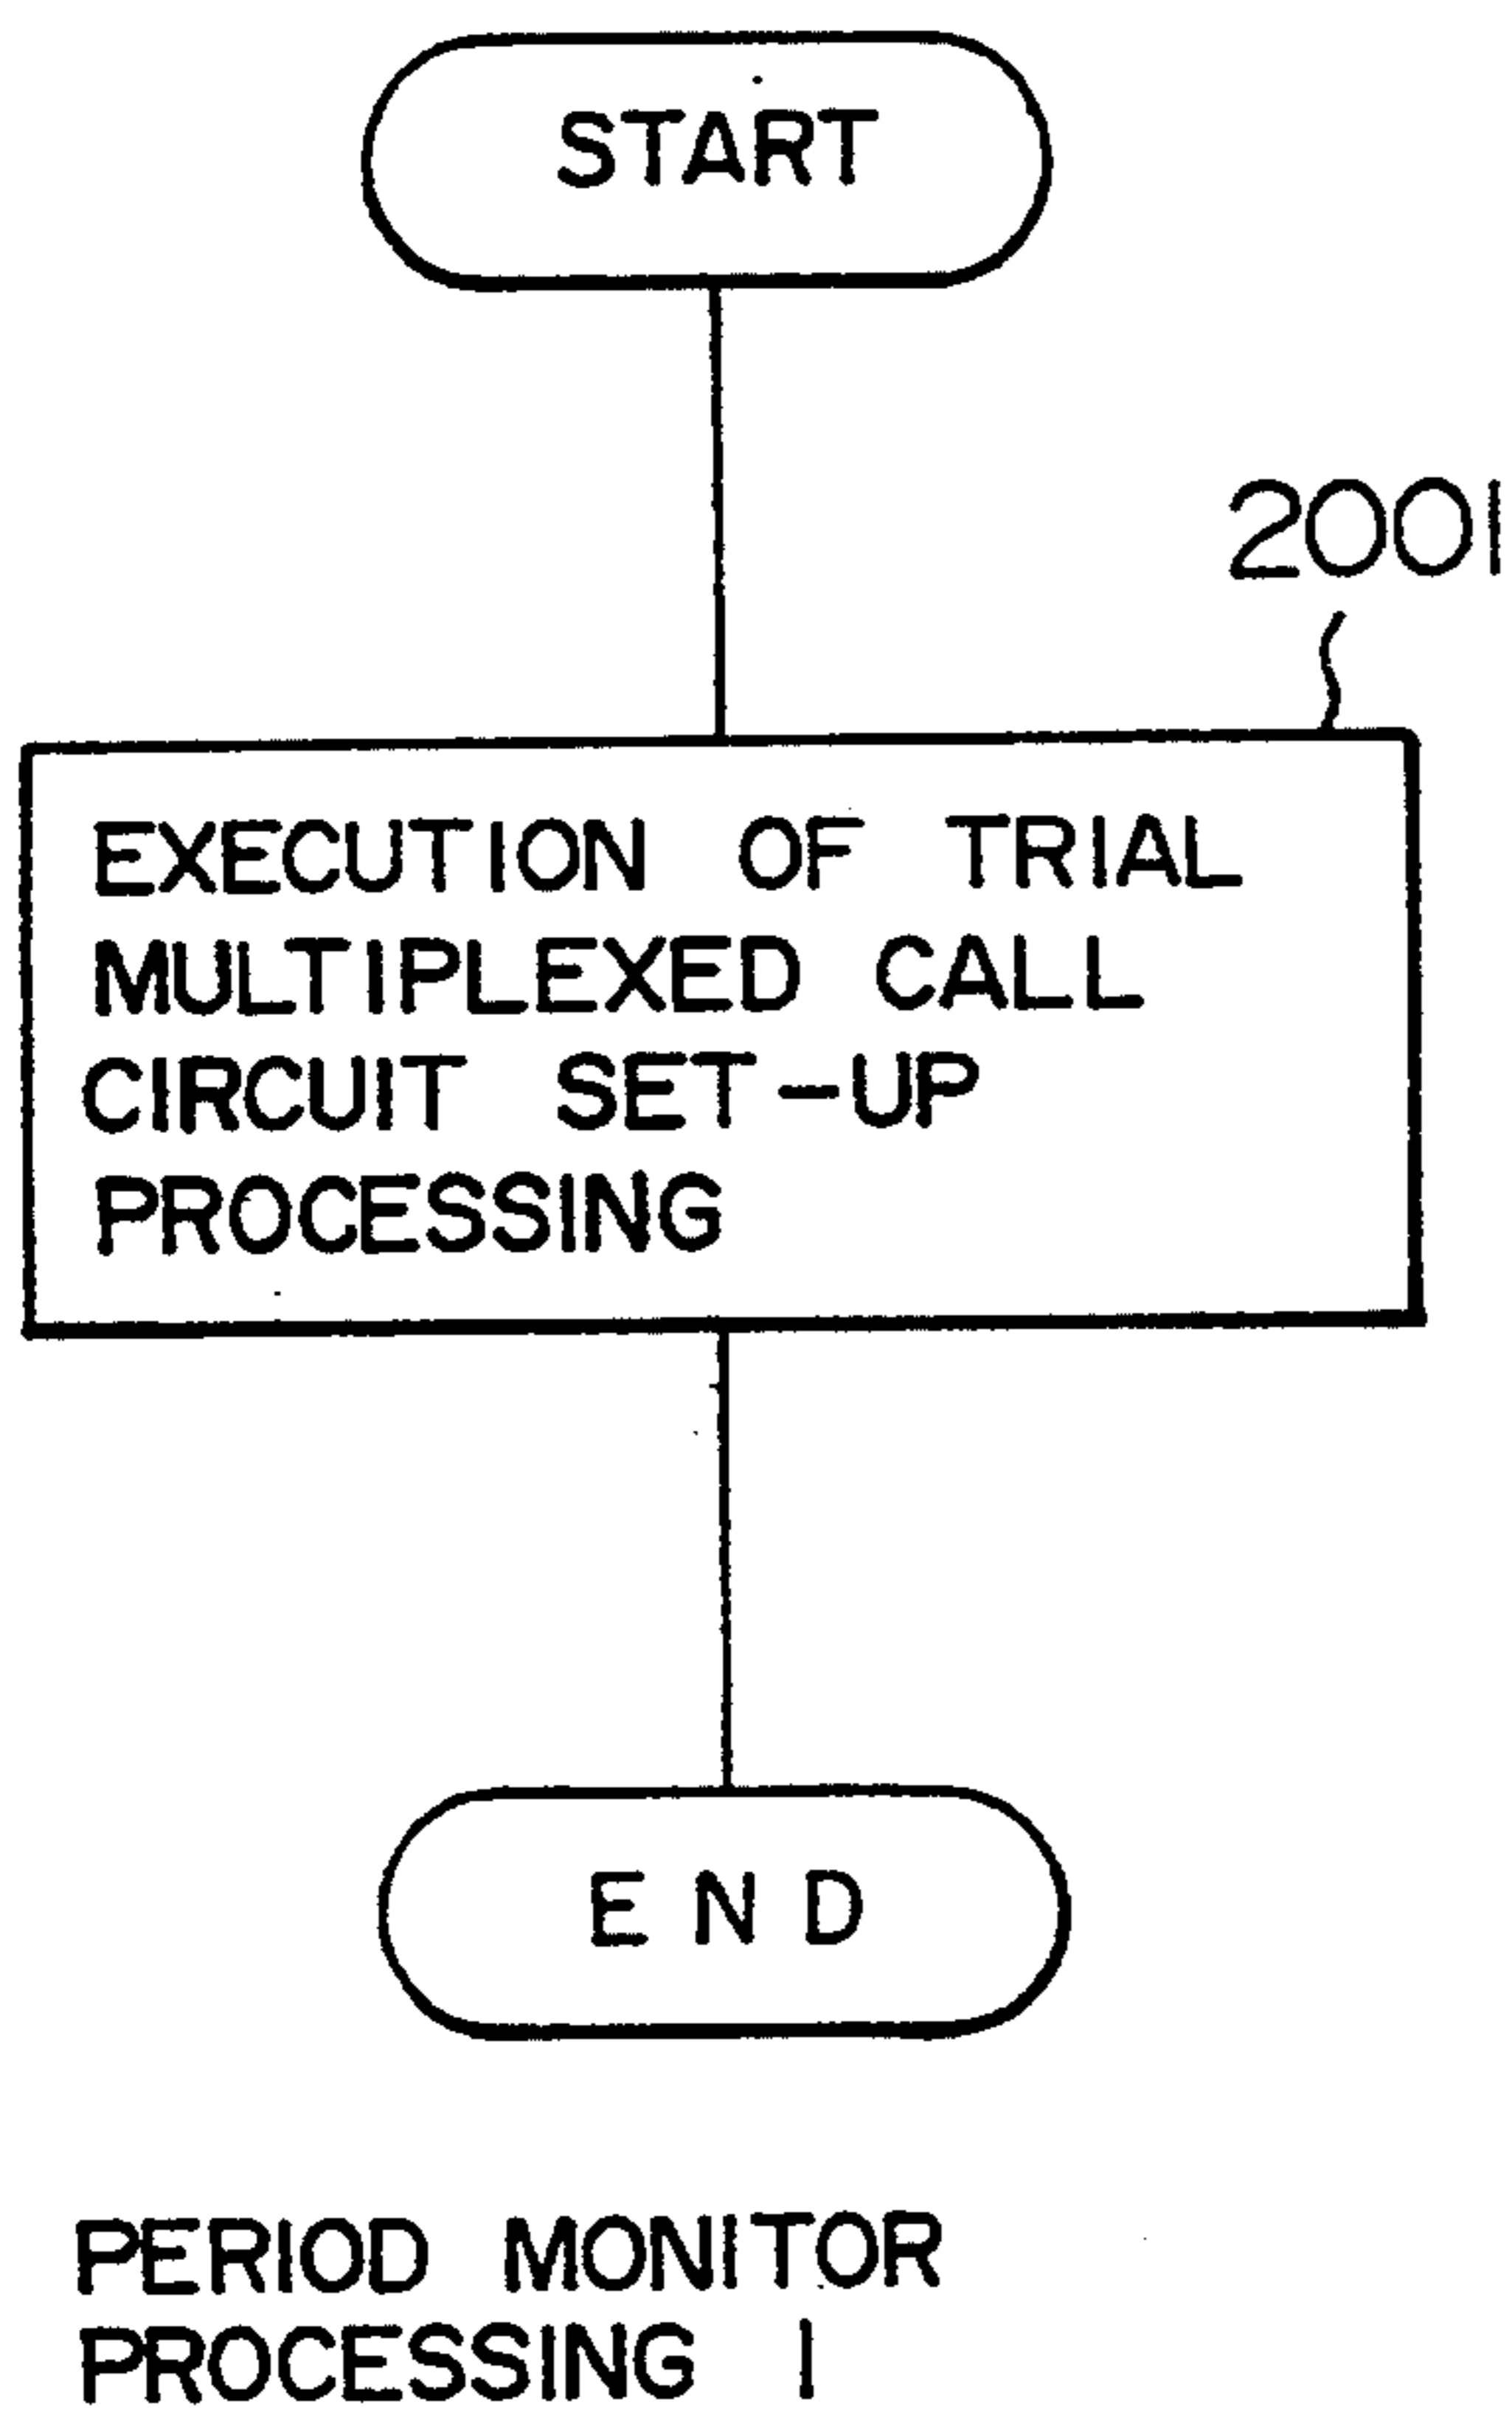 START
2001
EXECUTION OF TRIAL
MULTIPLEXED CALL
CIRCUIT SET-UP
PROCESSING
END
PERIOD MONITOR
PROCESSING 1